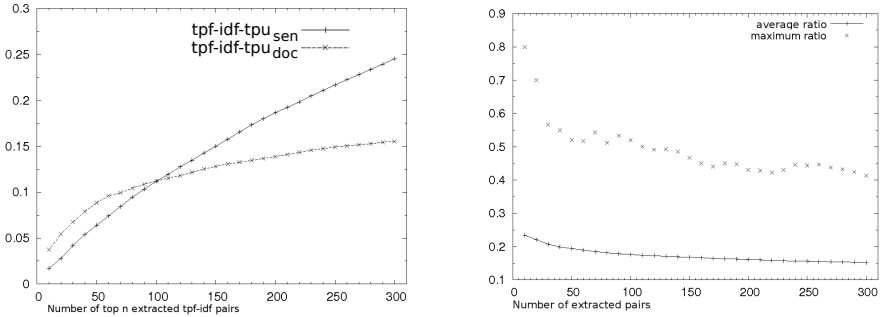 0.3
0.25
0.2
0.15
0.1
0.05
0
tpf-idf-tpu sen
tpf-idf-tpu doc
0 50 100 150 200 250 300
Number of top n extracted tpf-idf pairs
0.9
0.8
0.7
0.6
0.5
0.4
0.3
0.2
0.1
average ratio
maximum ratio
0 50 100 150 200 250 300
Number of extracted pairs